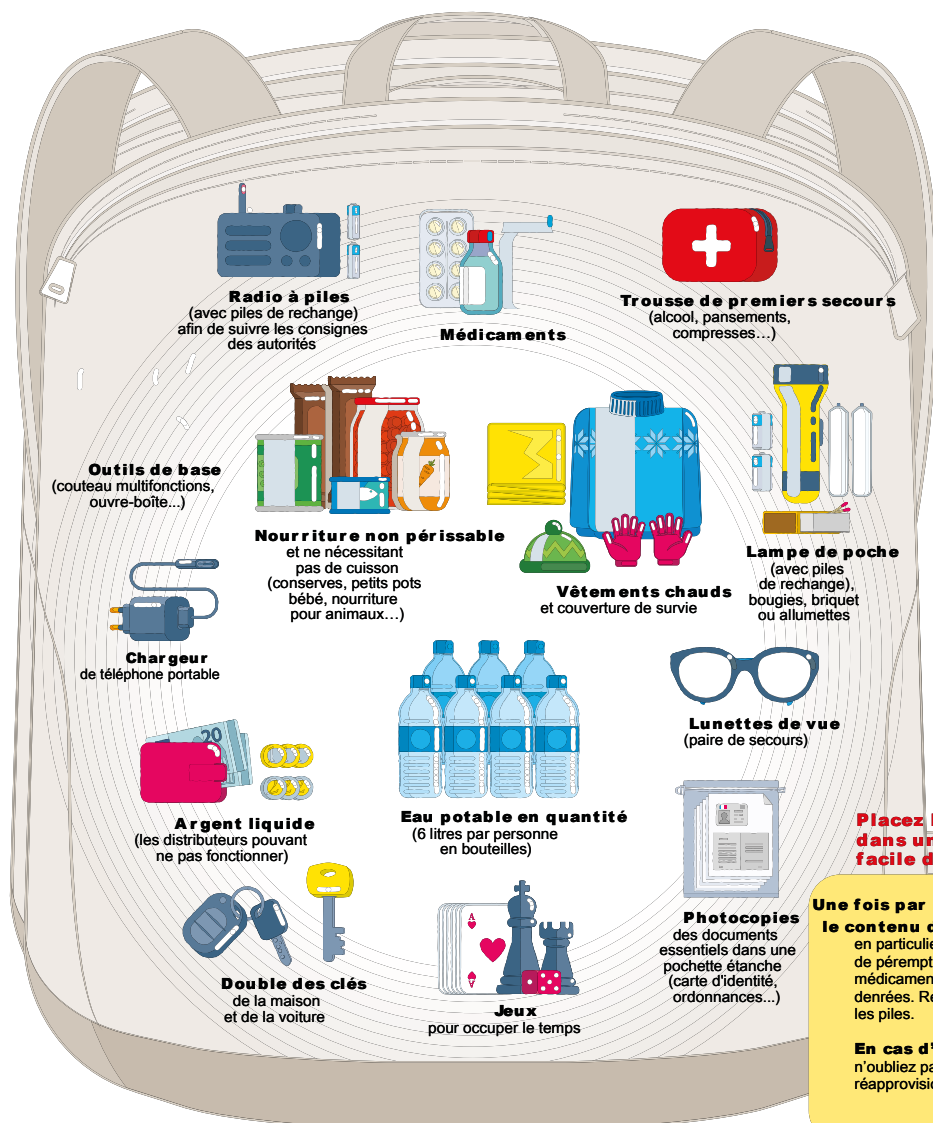 Radio à piles
(avec piles de rechange)
afin de suivre les consignes
des autorités
Médicaments
Trousse de premiers secours
(alcool, pansements,
compresses…)
Outils de base
(couteau multifonctions,
ouvre-boîte...)
Nourriture non périssable
et ne nécessitant
pas de cuisson
(conserves, petits pots
bébé, nourriture
pour animaux…)
Vêtements chauds
et couverture de survie
Lampe de poche
(avec piles
de rechange),
bougies, briquet
ou allumettes
Chargeur
de téléphone portable
Lunettes de vue
(paire de secours)
20
Argent liquide
(les distributeurs pouvant
ne pas fonctionner)
Eau potable en quantité
(6 litres par personne
en bouteilles)
Photocopies
des documents
essentiels dans une
pochette étanche
(carte d'identité,
ordonnances...)
Double des clés
de la maison
et de la voiture
A
Jeux
pour occuper le temps
Placez
dans un
facile d
Une fois par
le contenu d
en particulie
de pérempt
médicamen
denrées. Re
les piles.
En cas d'
n'oubliez pa
réapprovisio